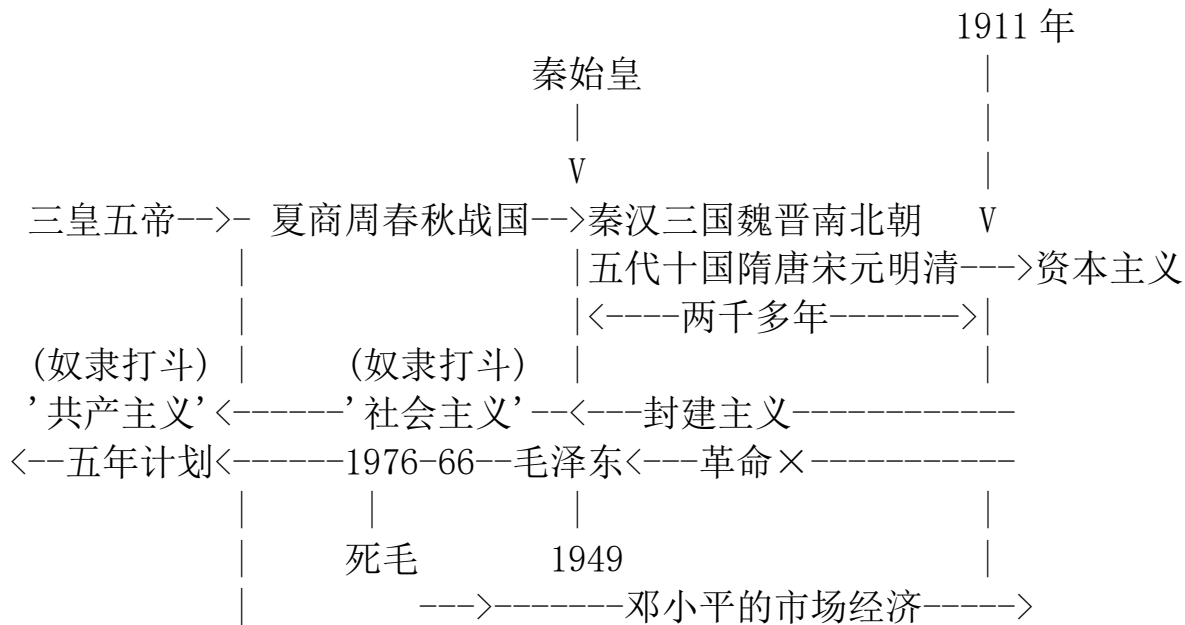 1911 年
秦始皇 |
| |
V |
三皇五帝-->- 夏商周春秋战国-->秦汉三国魏晋南北朝 V
| |五代十国隋唐宋元明清--->资本主义
| |<----两千多年------->|
(奴隶打斗) | (奴隶打斗) | |
'共产主义'<------'社会主义'--<---封建主义------------
<--五年计划<------1976-66--毛泽东<---革命×-----------
| | | |
| 死毛 1949 |
| --->-------邓小平的市场经济----->